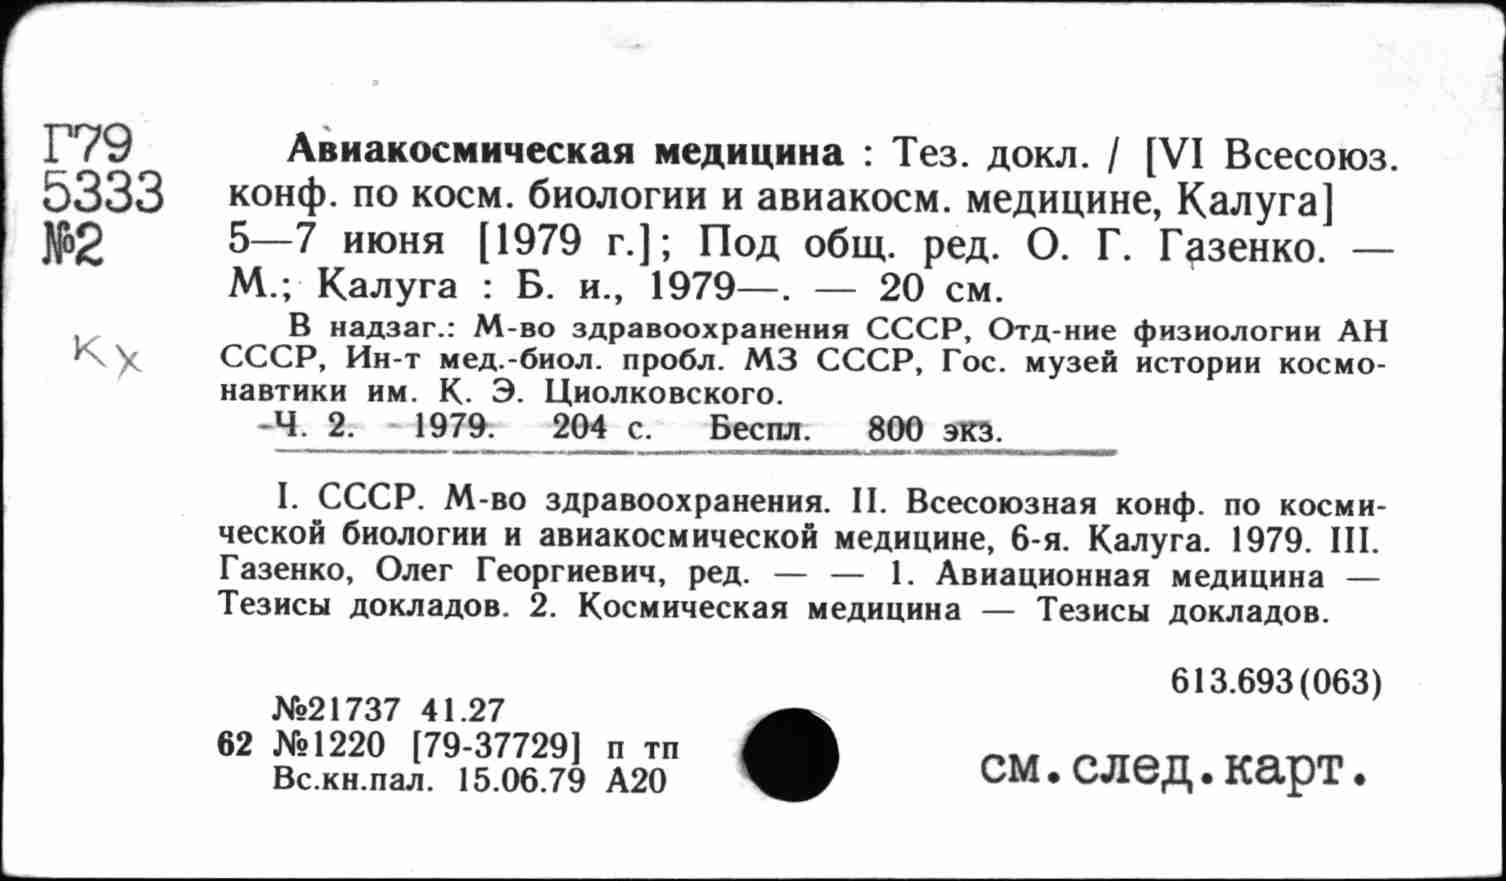 Г79
5333
№2
кх
Авиакосмическая медицина : Тез. докл. / [VI Всесоюз.
конф. по косм. биологии и авиакосм. медицине, Калуга]
5—7 июня [1979 г.]; Под общ. ред. О. Г. Газенко. —
М.; Калуга : Б. и., 1979—. — 20 см.
В надзаг.: М-во здравоохранения СССР, Отд-ние физиологии АН
СССР, Ин-т мед.-биол. пробл. МЗ СССР, Гос. музей истории космо-
навтики им. К. Э. Циолковского.
Ч. 2. 1979. 204 с. Беспл. 800 экз.
I. СССР. М-во здравоохранения. II. Всесоюзная конф. по косми-
ческой биологии и авиакосмической медицине, 6-я. Калуга. 1979. III.
Газенко, Олег Георгиевич, ред. — — 1. Авиационная медицина —
Тезисы докладов. 2. Космическая медицина — Тезисы докладов.
613.693(063)
№21737 41.27
62 №1220 [79-37729] п тп
Вс.кн.пал. 15.06.79 А20
см.след.карт.